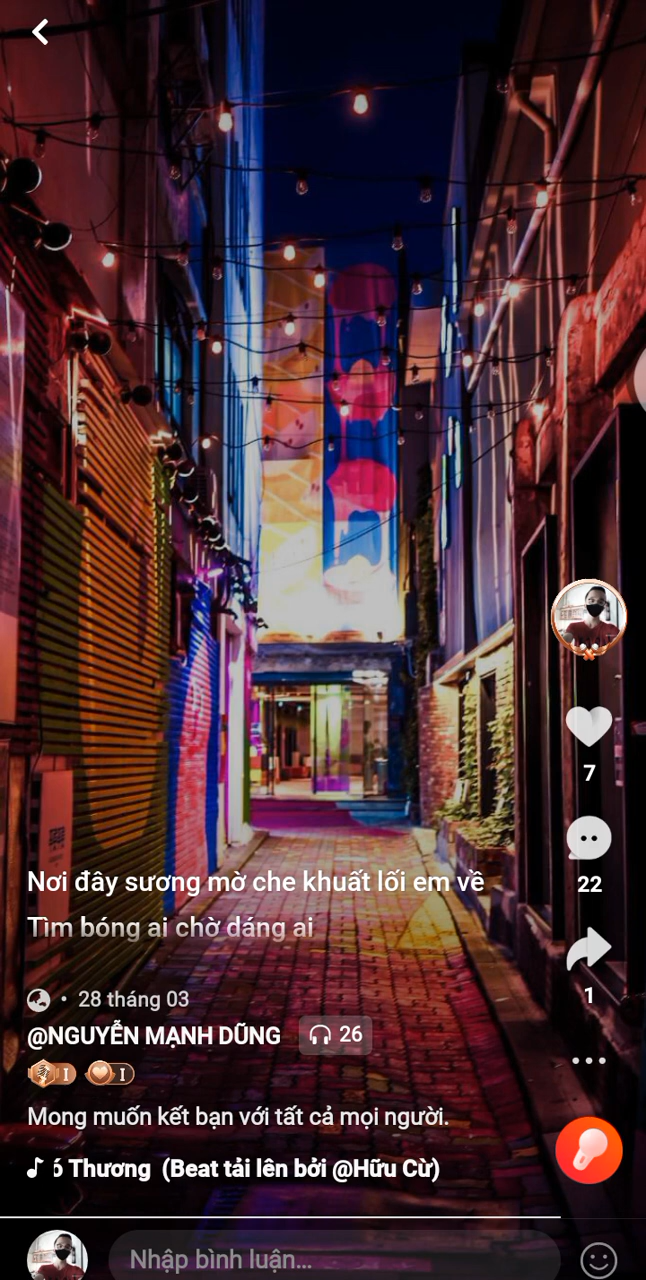 Nơi đây sương mờ che khuất lối em về
Tìm bóng ai chờ dáng ai
7
22
1
• 28 tháng 03
@NGUYỄN MẠNH DŨNG 26
I I
Mong muốn kết bạn với tất cả mọi người.
ó Thương (Beat tải lên bởi @Hữu Cừ)
Nhập bình luận...